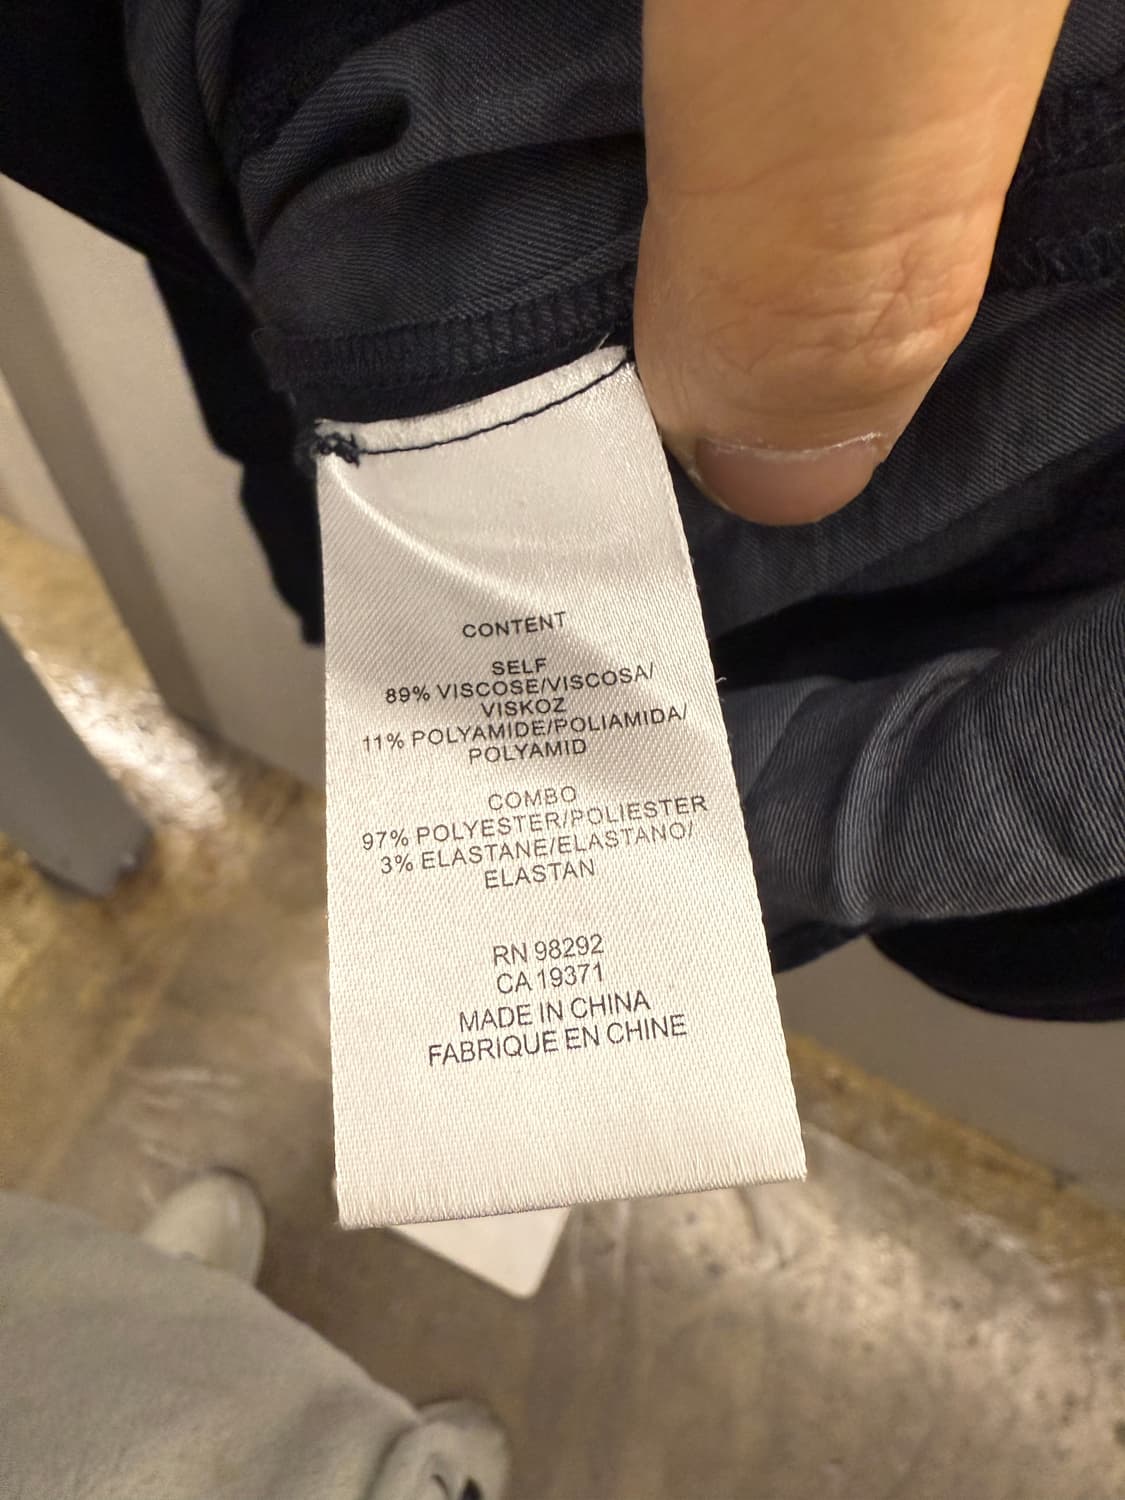 CONTENT
SELF
89% VISCOSE/VISCOSA/
VISKOZ
11% POLYAMIDE/POLIAMIDA/
POLYAMID
COMBO
97% POLYESTER/POLIESTER
3% ELASTANE/ELASTANO/
ELASTAN
RN 98292
CA 19371
MADE IN CHINA
FABRIQUE EN CHINE